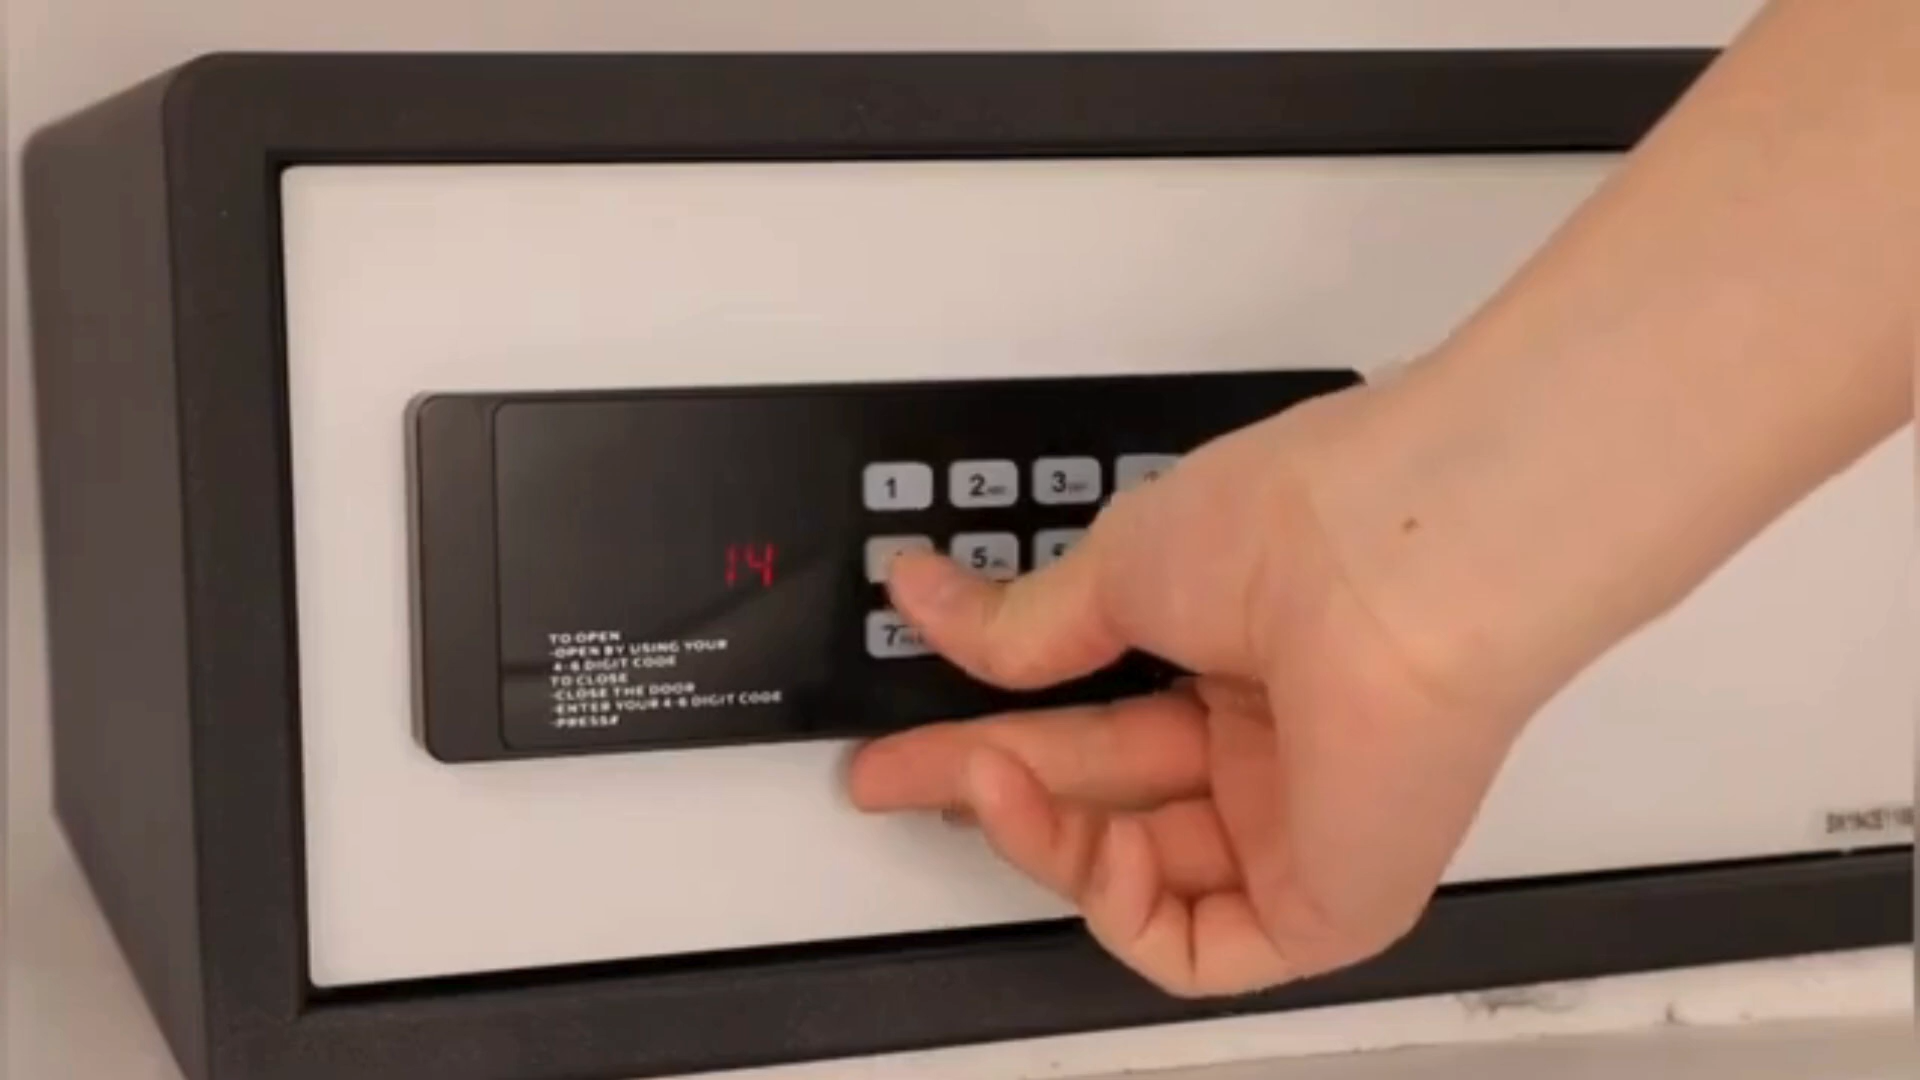 1 2 3
14 5
7
TO OPEN
-OPEN BY USING YOUR
4-6 DIGIT CODE
TO CLOSE
-CLOSE THE DOOR
-ENTER YOUR 4-6 DIGIT CODE
-PRESS#